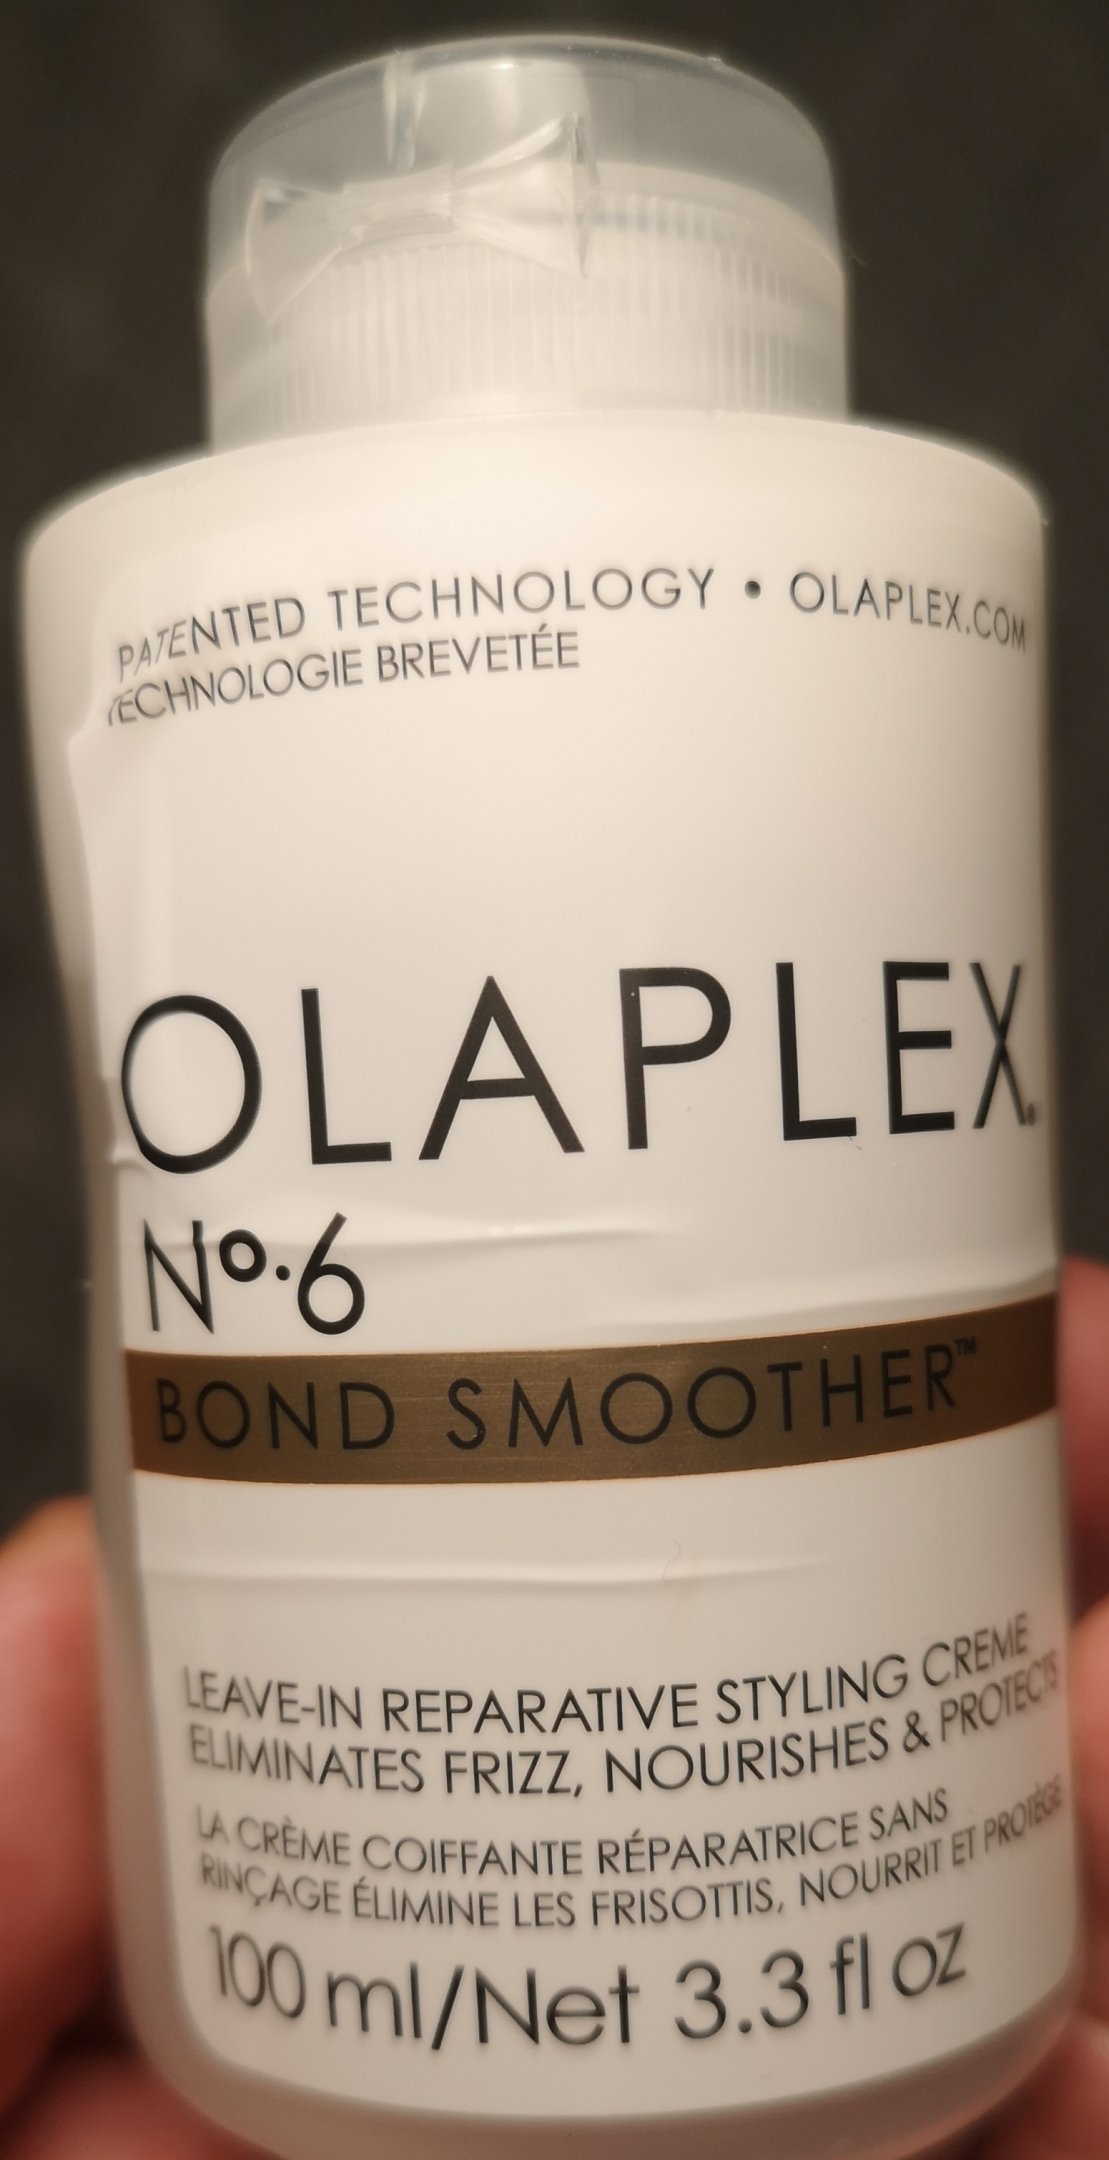 PATENTED TECHNOLOGY • OLAPLEX.COM
TECHNOLOGIE BREVETÉE
OLAPLEX®
Nº.6
BOND SMOOTHER™
LEAVE-IN REPARATIVE STYLING CREME
ELIMINATES FRIZZ, NOURISHES & PROTECTS
LA CRÈME COIFFANTE RÉPARATRICE SANS
RINÇAGE ÉLIMINE LES FRISOTTIS, NOURRIT ET PROTÈGE
100 ml/Net 3.3 fl oz